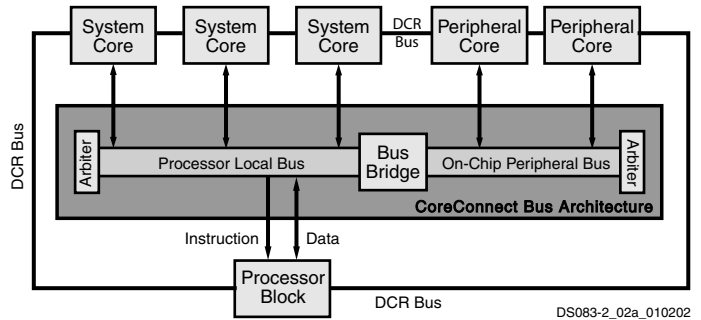 System Core
System Core
System Core
DCR Bus
Peripheral Core
Peripheral Core
DCR Bus
Arbiter
Processor Local Bus
Bus Bridge
On-Chip Peripheral Bus
Arbiter
CoreConnect Bus Architecture
Instruction
Data
Processor Block
DCR Bus
DS083-2_02a_010202